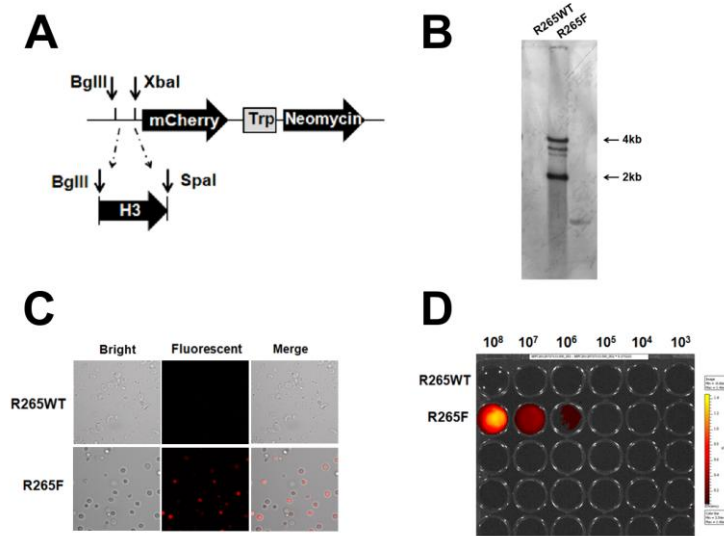 A
BglII XbaI
mCherry Trp Neomycin
BglII SpaI
H3
B
R265WT
R265F
4kb
2kb
C
Bright Fluorescent Merge
R265WT
R265F
D
10⁸ 10⁷ 10⁶ 10⁵ 10⁴ 10³
R265WT
R265F